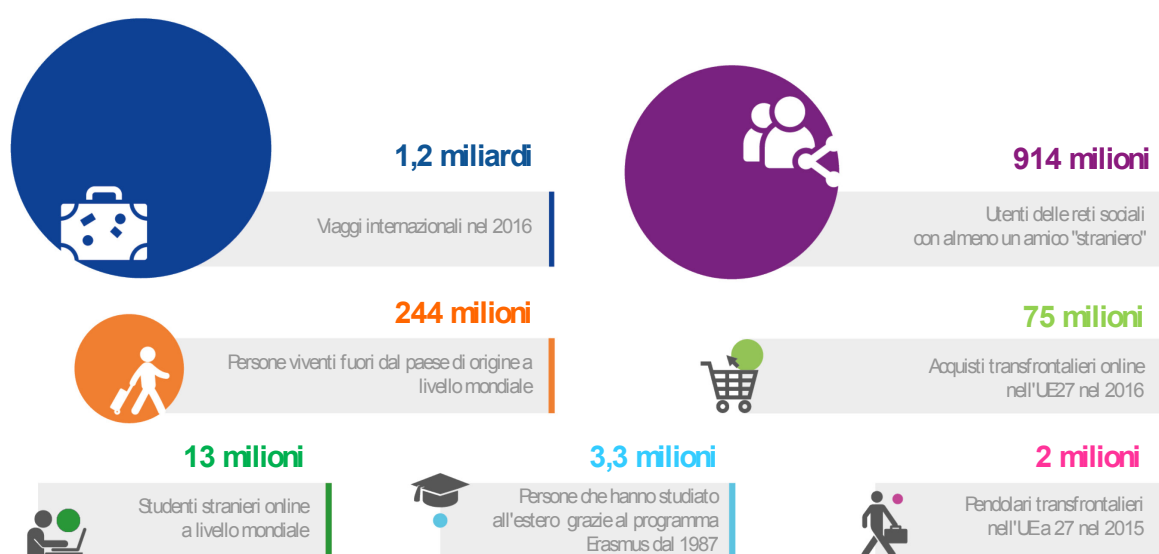 1,2 miliardi
Viaggi internazionali nel 2016
914 milioni
Utenti delle reti sociali
con almeno un amico "straniero"
244 milioni
Persone viventi fuori dal paese di origine a
livello mondiale
75 milioni
Acquisti transfrontalieri online
nell'UE27 nel 2016
13 milioni
Studenti stranieri online
a livello mondiale
3,3 milioni
Persone che hanno studiato
all'estero grazie al programma
Erasmus dal 1987
2 milioni
Pendolari transfrontalieri
nell'UE a 27 nel 2015